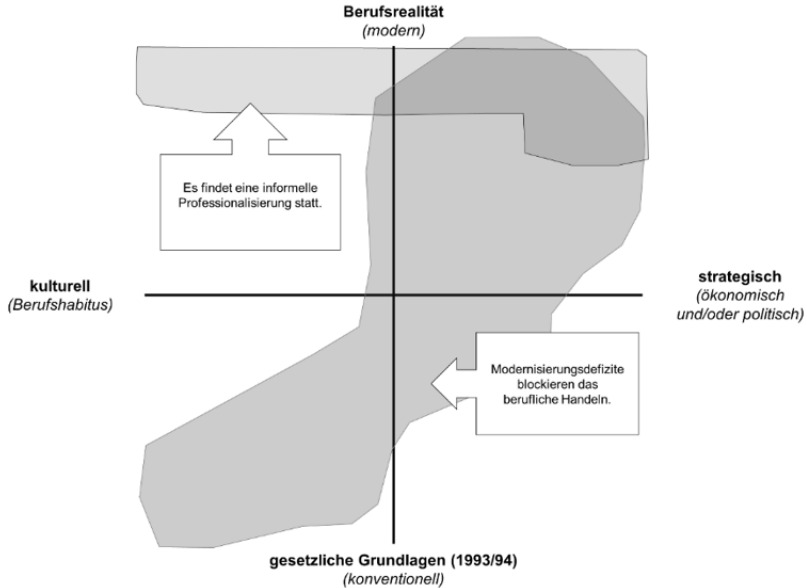 Berufsrealität
(modern)
Es findet eine informelle
Professionalisierung statt.
kulturell
(Berufshabitus)
strategisch
(ökonomisch
und/oder politisch)
Modernisierungsdefizite
blockieren das
berufliche Handeln.
gesetzliche Grundlagen (1993/94)
(konventionell)